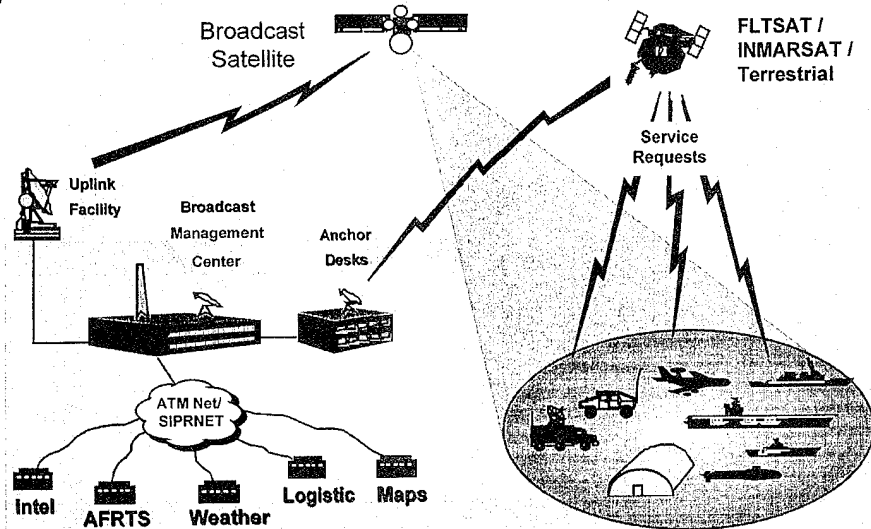 Broadcast
Satellite
FLTSAT /
INMARSAT /
Terrestrial
Service
Requests
Uplink
Facility
Broadcast
Management
Center
Anchor
Desks
ATM Net/
SIPRNET
Intel
AFRTS
Weather
Logistic
Maps